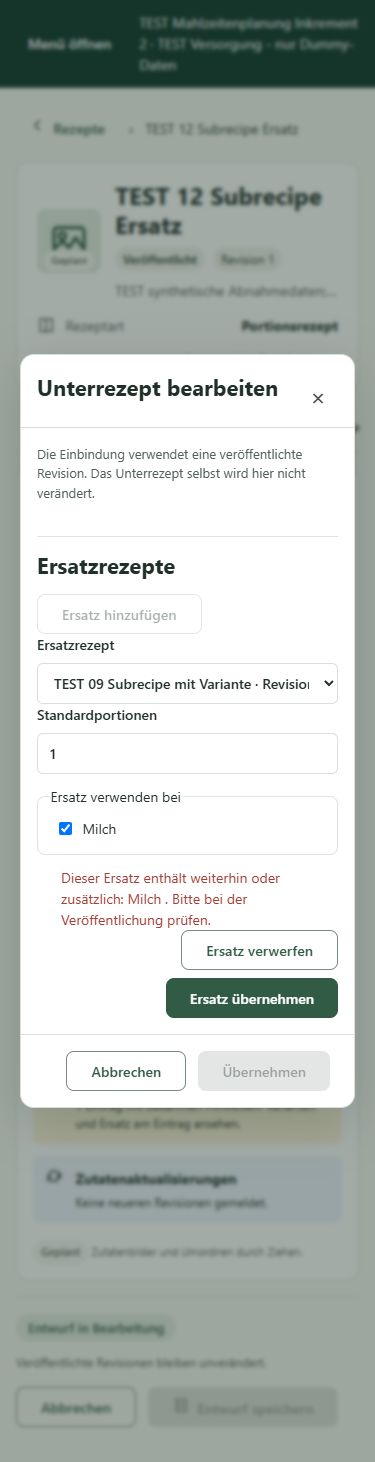 Menü öffnen
TEST Mahlzeitenplanung Inkrement
2 · TEST Versorgung - nur Dummy-
Daten
Rezepte › TEST 12 Subrecipe Ersatz
TEST 12 Subrecipe
Ersatz
Geplant
Veröffentlicht Revision 1
TEST synthetische Abnahmedaten:...
Rezeptart Portionsrezept
Unterrezept bearbeiten ×
Die Einbindung verwendet eine veröffentlichte
Revision. Das Unterrezept selbst wird hier nicht
verändert.
Ersatzrezepte
Ersatz hinzufügen
Ersatzrezept
TEST 09 Subrecipe mit Variante · Revision
Standardportionen
1
Ersatz verwenden bei
Milch
Dieser Ersatz enthält weiterhin oder
zusätzlich: Milch . Bitte bei der
Veröffentlichung prüfen.
Ersatz verwerfen
Ersatz übernehmen
Abbrechen Übernehmen
und Ersatz am Eintrag ansehen.
Zutatenaktualisierungen
Keine neueren Revisionen gemeldet.
Geplant Zutatenbilder und Umordnen durch Ziehen.
Entwurf in Bearbeitung
Veröffentlichte Revisionen bleiben unverändert.
Abbrechen Entwurf speichern